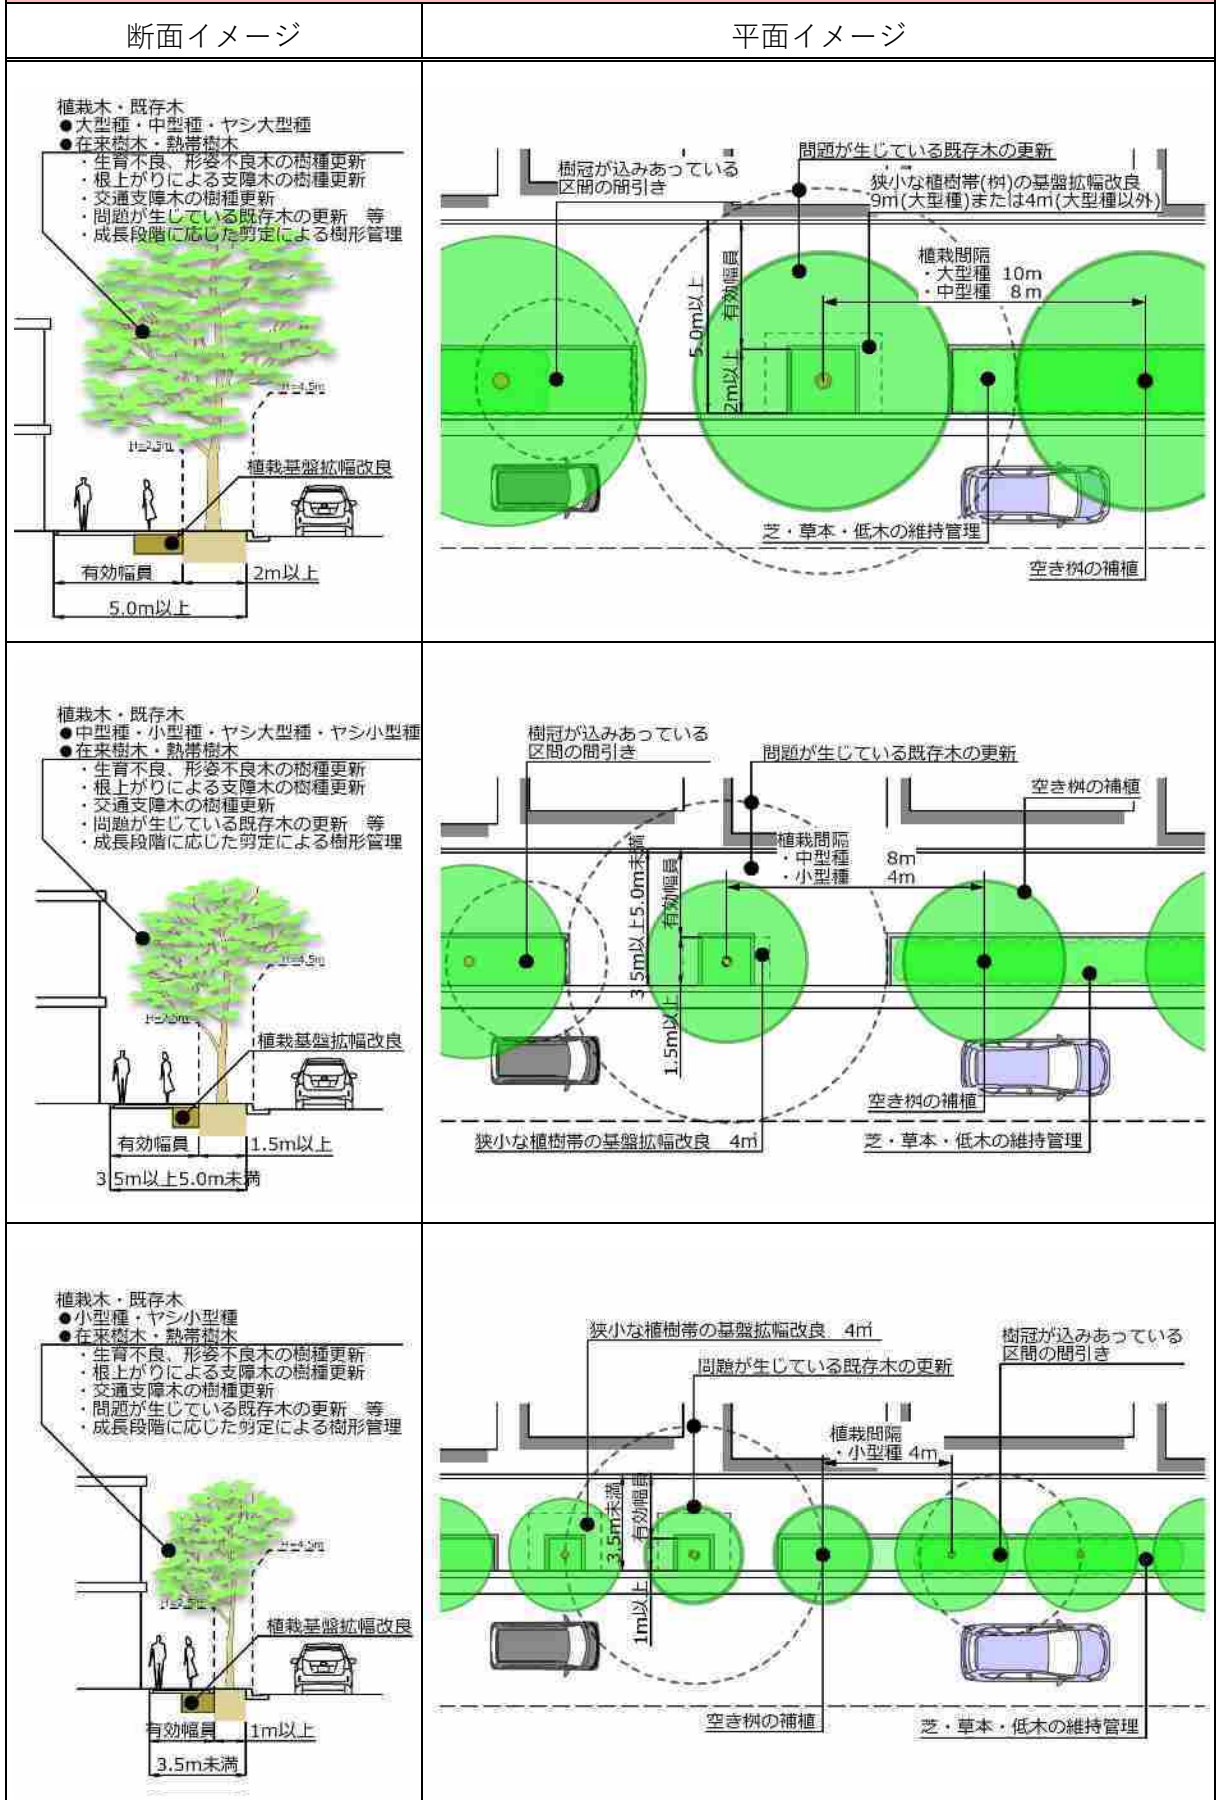 断面イメージ
平面イメージ
植栽木・既存木
●大型種・中型種・ヤシ大型種
●在来樹木・熱帯樹木
・生育不良、形姿不良木の樹種更新
・根上がりによる支障木の樹種更新
・交通支障木の樹種更新
・問題が生じている既存木の更新　等
・成長段階に応じた剪定による樹形管理
H=4.5m
H=2.5m
植栽基盤拡幅改良
有効幅員
2m以上
5.0m以上
樹冠が込みあっている
区間の間引き
問題が生じている既存木の更新
狭小な植樹帯(桝)の基盤拡幅改良
9㎡(大型種)または4㎡(大型種以外)
植栽間隔
・大型種 10m
・中型種 8m
5.0m以上
有効幅員
2m以上
芝・草本・低木の維持管理
空き桝の補植
植栽木・既存木
●中型種・小型種・ヤシ大型種・ヤシ小型種
●在来樹木・熱帯樹木
・生育不良、形姿不良木の樹種更新
・根上がりによる支障木の樹種更新
・交通支障木の樹種更新
・問題が生じている既存木の更新　等
・成長段階に応じた剪定による樹形管理
H=4.5m
H=2.5m
植栽基盤拡幅改良
有効幅員
1.5m以上
3.5m以上5.0m未満
樹冠が込みあっている
区間の間引き
問題が生じている既存木の更新
空き桝の補植
植栽間隔
・中型種 8m
・小型種 4m
3.5m以上5.0m未満
有効幅員
1.5m以上
空き桝の補植
狭小な植樹帯の基盤拡幅改良　4㎡
芝・草本・低木の維持管理
植栽木・既存木
●小型種・ヤシ小型種
●在来樹木・熱帯樹木
・生育不良、形姿不良木の樹種更新
・根上がりによる支障木の樹種更新
・交通支障木の樹種更新
・問題が生じている既存木の更新　等
・成長段階に応じた剪定による樹形管理
H=4.5m
H=2.5m
植栽基盤拡幅改良
有効幅員
1m以上
3.5m未満
狭小な植樹帯の基盤拡幅改良　4㎡
問題が生じている既存木の更新
樹冠が込みあっている
区間の間引き
植栽間隔
・小型種 4m
3.5m未満
有効幅員
1m以上
空き桝の補植
芝・草本・低木の維持管理